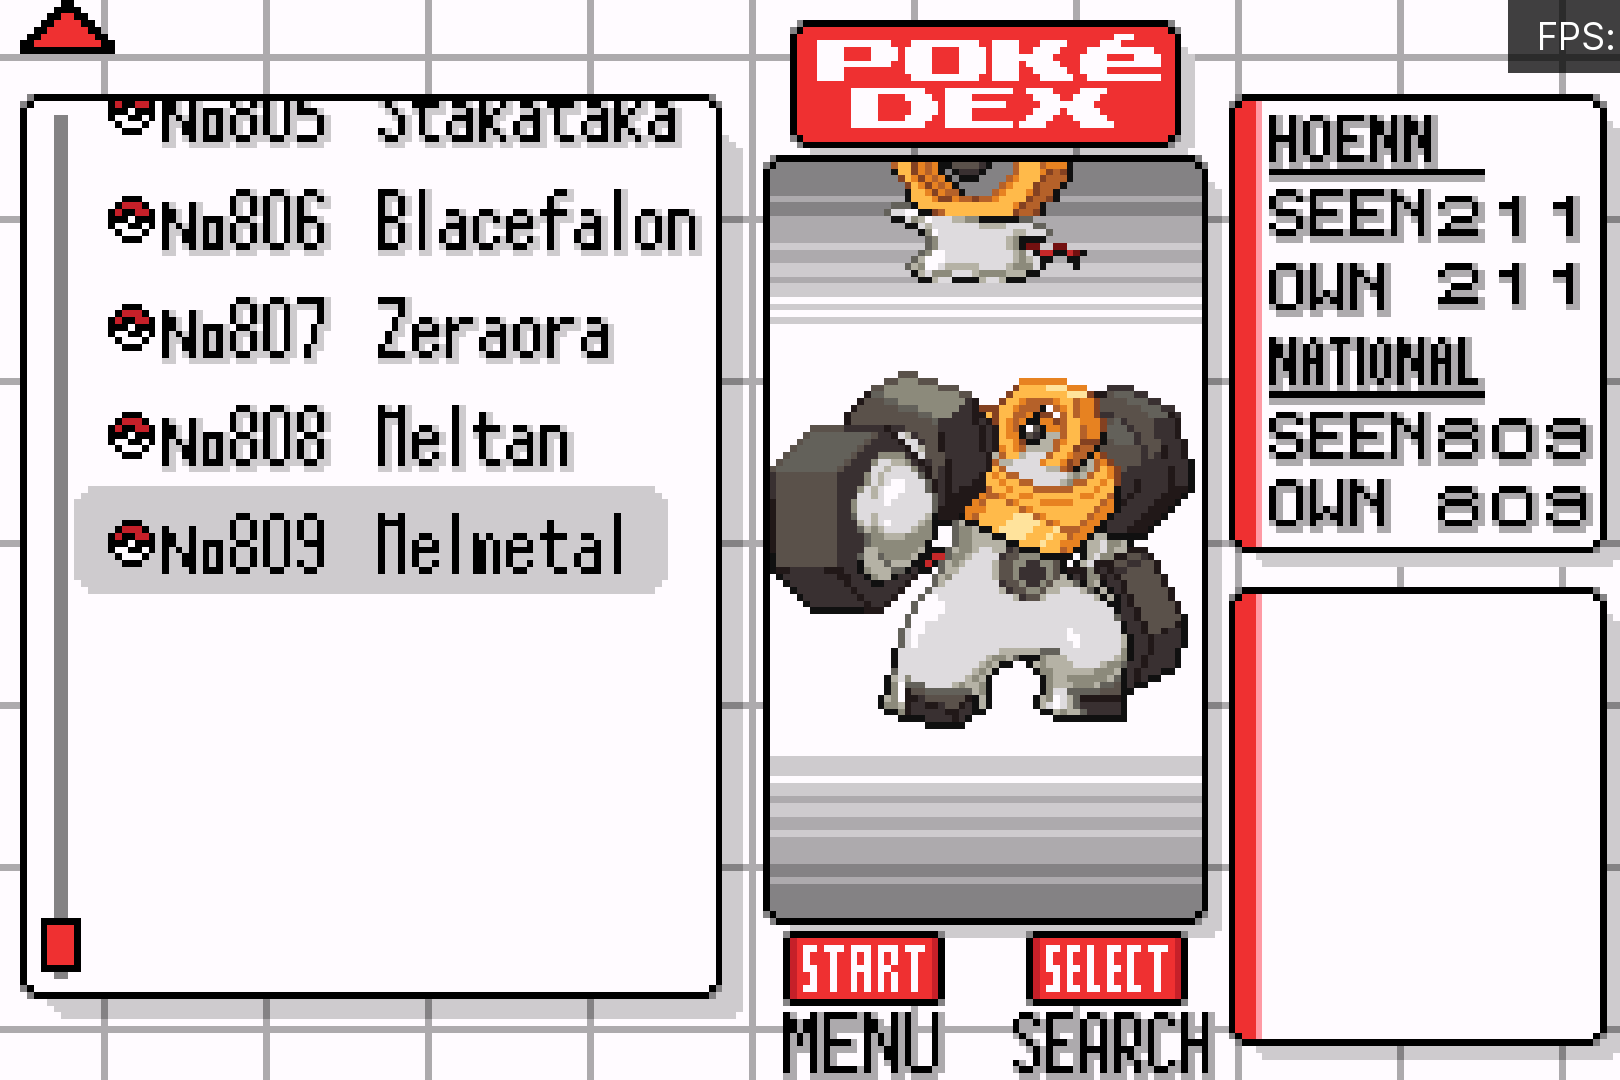 FPS:
POKé
DEX
No805 Stakataka
No806 Blacefalon
No807 Zeraora
No808 Meltan
No809 Melmetal
HOENN
SEEN 211
OWN 211
NATIONAL
SEEN 809
OWN 809
START
MENU
SELECT
SEARCH